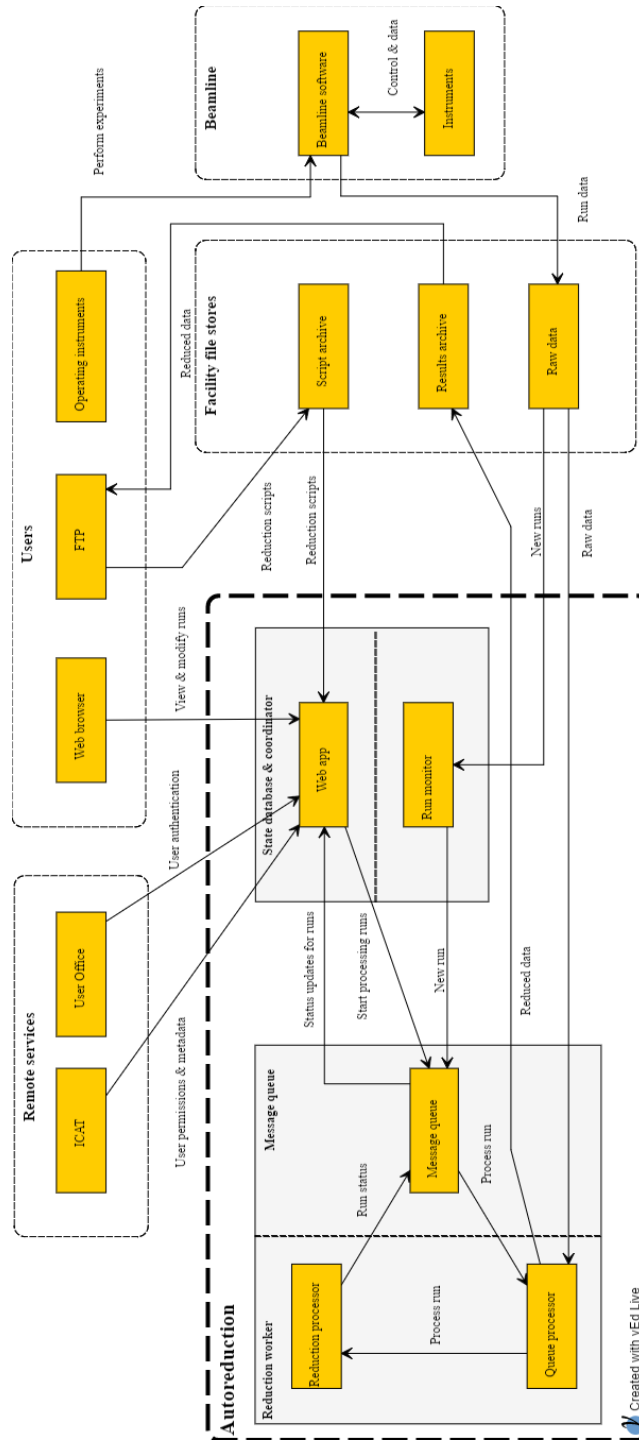 Remote services
ICAT
User Office
Users
Web browser
FTP
Operating instruments
User permissions & metadata
User authentication
View & modify runs
Reduction scripts
Reduced data
Perform experiments
Autoreduction
Reduction worker
Reduction processor
Queue processor
Process run
Run status
Message queue
Message queue
Process run
Status updates for runs
Start processing runs
New run
Reduced data
State database & coordinator
Web app
Run monitor
Reduction scripts
New runs
Raw data
Facility file stores
Script archive
Results archive
Raw data
Run data
Beamline
Beamline software
Control & data
Instruments
Created with yEd Live